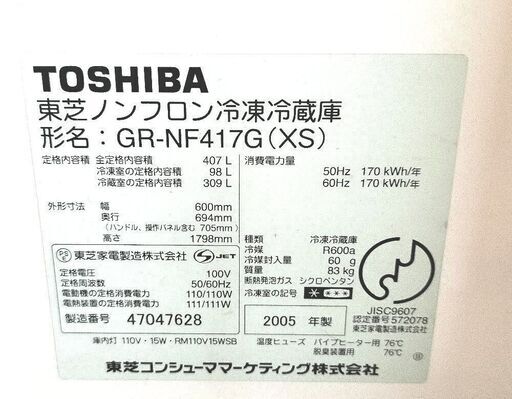 TOSHIBA
東芝ノンフロン冷凍冷蔵庫
形名：GR-NF417G(XS)
定格内容積 全定格内容積 407 L
冷凍室の定格内容積 98 L
冷蔵室の定格内容積 309 L
消費電力量
50Hz 170 kWh/年
60Hz 170 kWh/年
外形寸法 幅 600mm
奥行 694mm
(ハンドル、操作パネル含む 705mm)
高さ 1798mm
東芝家電製造株式会社 S JET
定格電圧 100V
定格周波数 50/60Hz
電動機の定格消費電力 110/110W
電熱装置の定格消費電力 111/111W
製造番号 47047628
種類 冷凍冷蔵庫
冷媒 R600a
冷媒封入量 60 g
質量 83 kg
断熱発泡ガス シクロペンタン
冷凍室の記号
2005 年製
JISC9607
認定番号 572078
東芝家電製造株式会社
庫内灯 110V・15W・RM110V15WSB
温度ヒューズ パイプヒーター用 76℃
脱臭装置用 76℃
東芝コンシューママーケティング株式会社